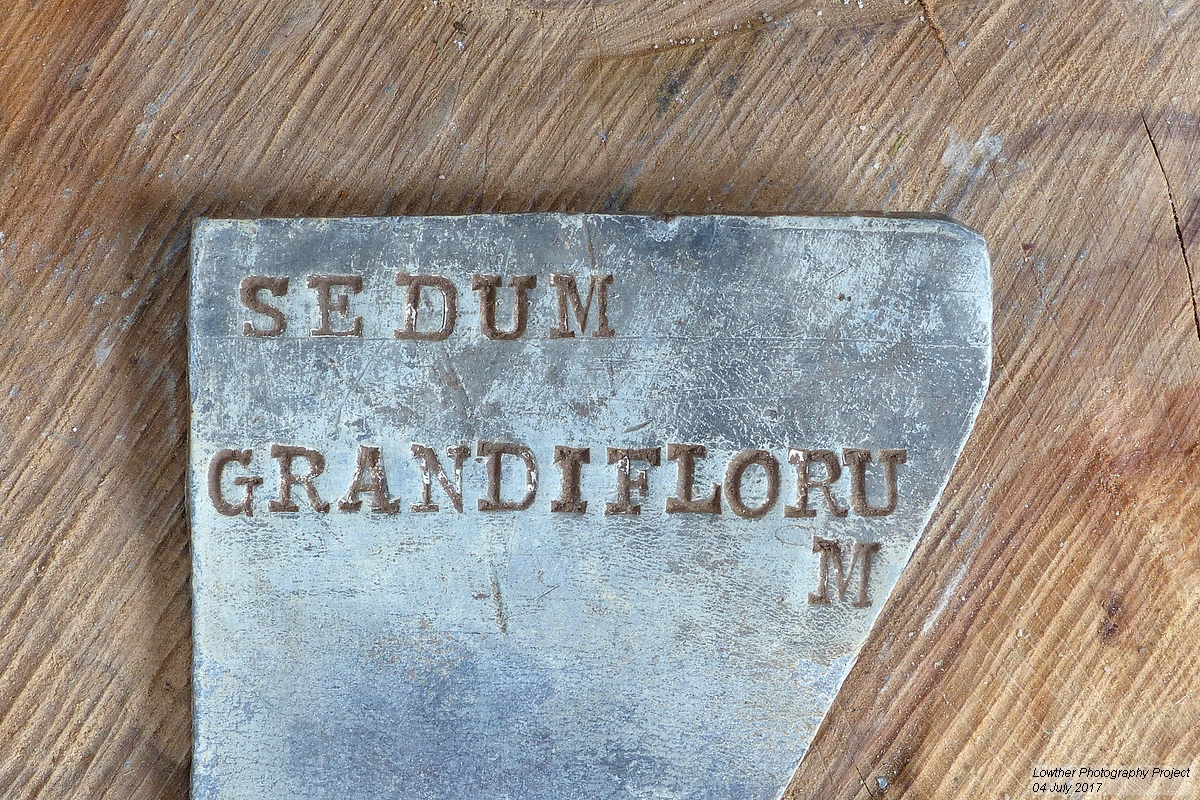 SEDUM
GRANDIFLORU
M
Lowther Photography Project
04 July 2017